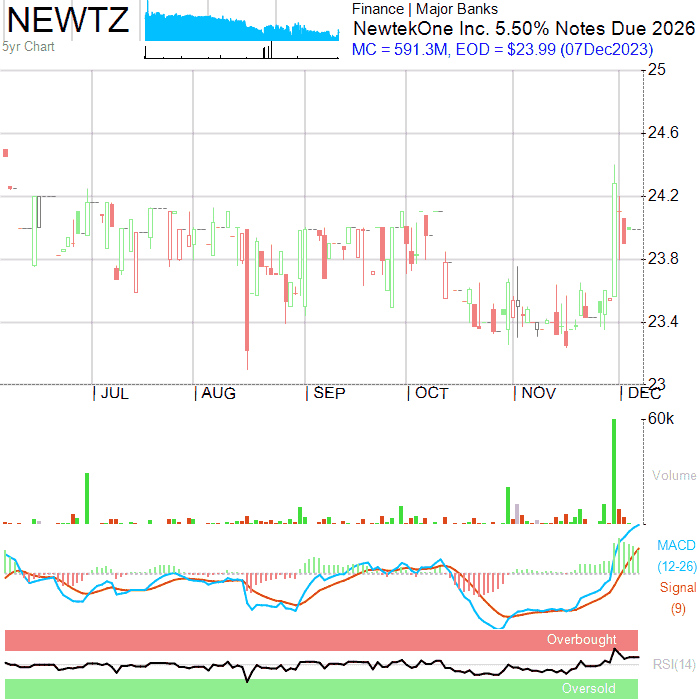 NEWTZ
5yr Chart
Finance | Major Banks
NewtekOne Inc. 5.50% Notes Due 2026
MC = 591.3M, EOD = $23.99 (07Dec2023)
25
24.6
24.2
23.8
23.4
23
JUL AUG SEP OCT NOV DEC
60k
Volume
MACD
(12-26)
Signal
(9)
Overbought
RSI(14)
Oversold